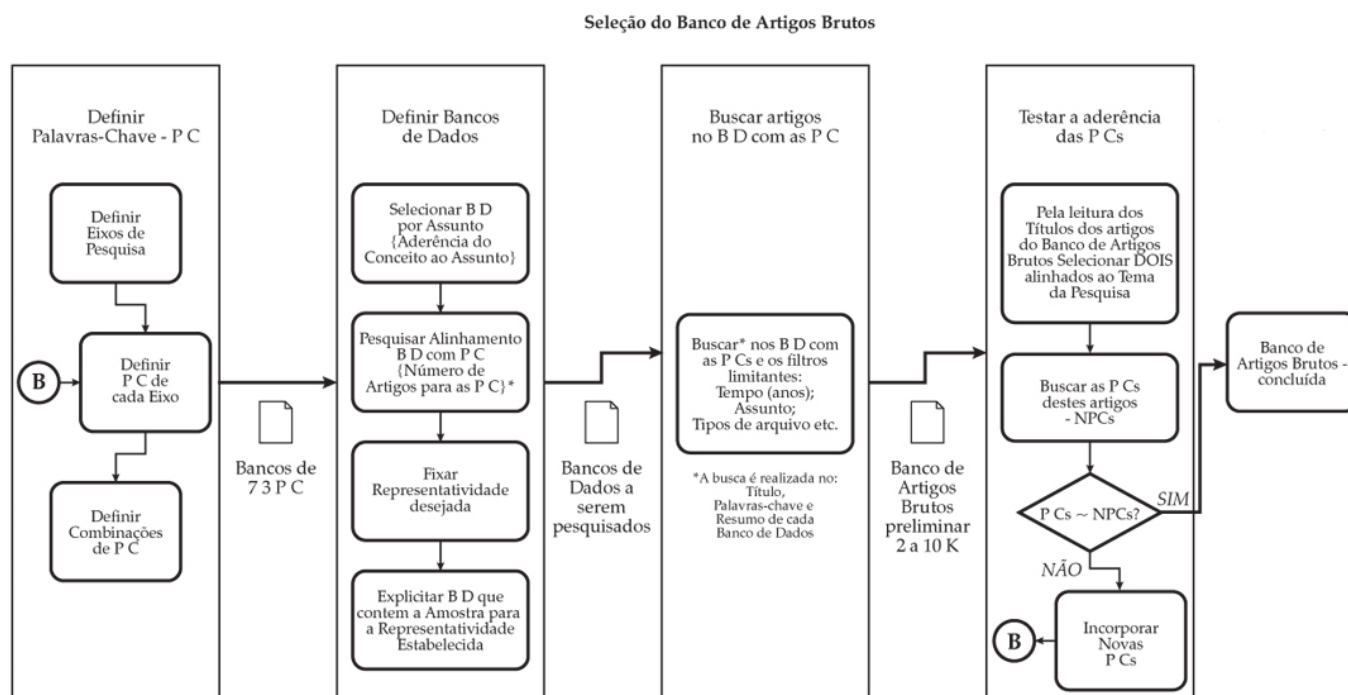 Seleção do Banco de Artigos Brutos
Definir
Palavras-Chave - P C
Definir
Eixos de
Pesquisa
B
Definir
P C de
cada Eixo
Definir
Combinações
de P C
Bancos de
7 3 P C
Definir Bancos
de Dados
Selecionar B D
por Assunto
{Aderência do
Conceito ao Assunto}
Pesquisar Alinhamento
B D com P C
{Número de
Artigos para as P C}*
Fixar
Representatividade
desejada
Explicitar B D que
contem a Amostra para
a Representatividade
Estabelecida
Bancos de
Dados a
serem
pesquisados
Buscar artigos
no B D com as P C
Buscar* nos B D com
as P Cs e os filtros
limitantes:
Tempo (anos);
Assunto;
Tipos de arquivo etc.
*A busca é realizada no:
Título,
Palavras-chave e
Resumo de cada
Banco de Dados
Banco de
Artigos
Brutos
preliminar
2 a 10 K
Testar a aderência
das P Cs
Pela leitura dos
Títulos dos artigos
do Banco de Artigos
Brutos Selecionar DOIS
alinhados ao Tema
da Pesquisa
Buscar as P Cs
destes artigos
- NPCs
P Cs ~ NPCs?
SIM
NÃO
Incorporar
Novas
P Cs
B
Banco de
Artigos Brutos -
concluída